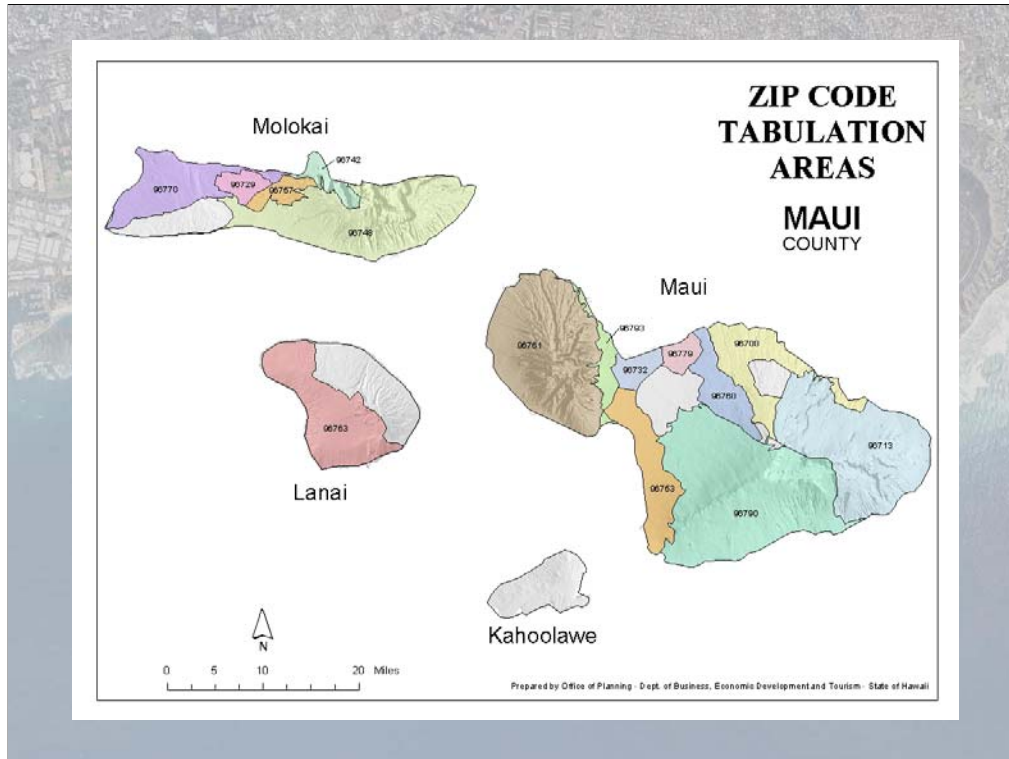 ZIP CODE
TABULATION
AREAS
MAUI
COUNTY
Molokai
96742
96770
96729
96757
96748
Maui
96793
96761
96732
96779
96700
96768
96713
96753
96790
96763
Lanai
Kahoolawe
N
0 5 10 20 Miles
Prepared by Office of Planning - Dept. of Business, Economic Development and Tourism - State of Hawaii